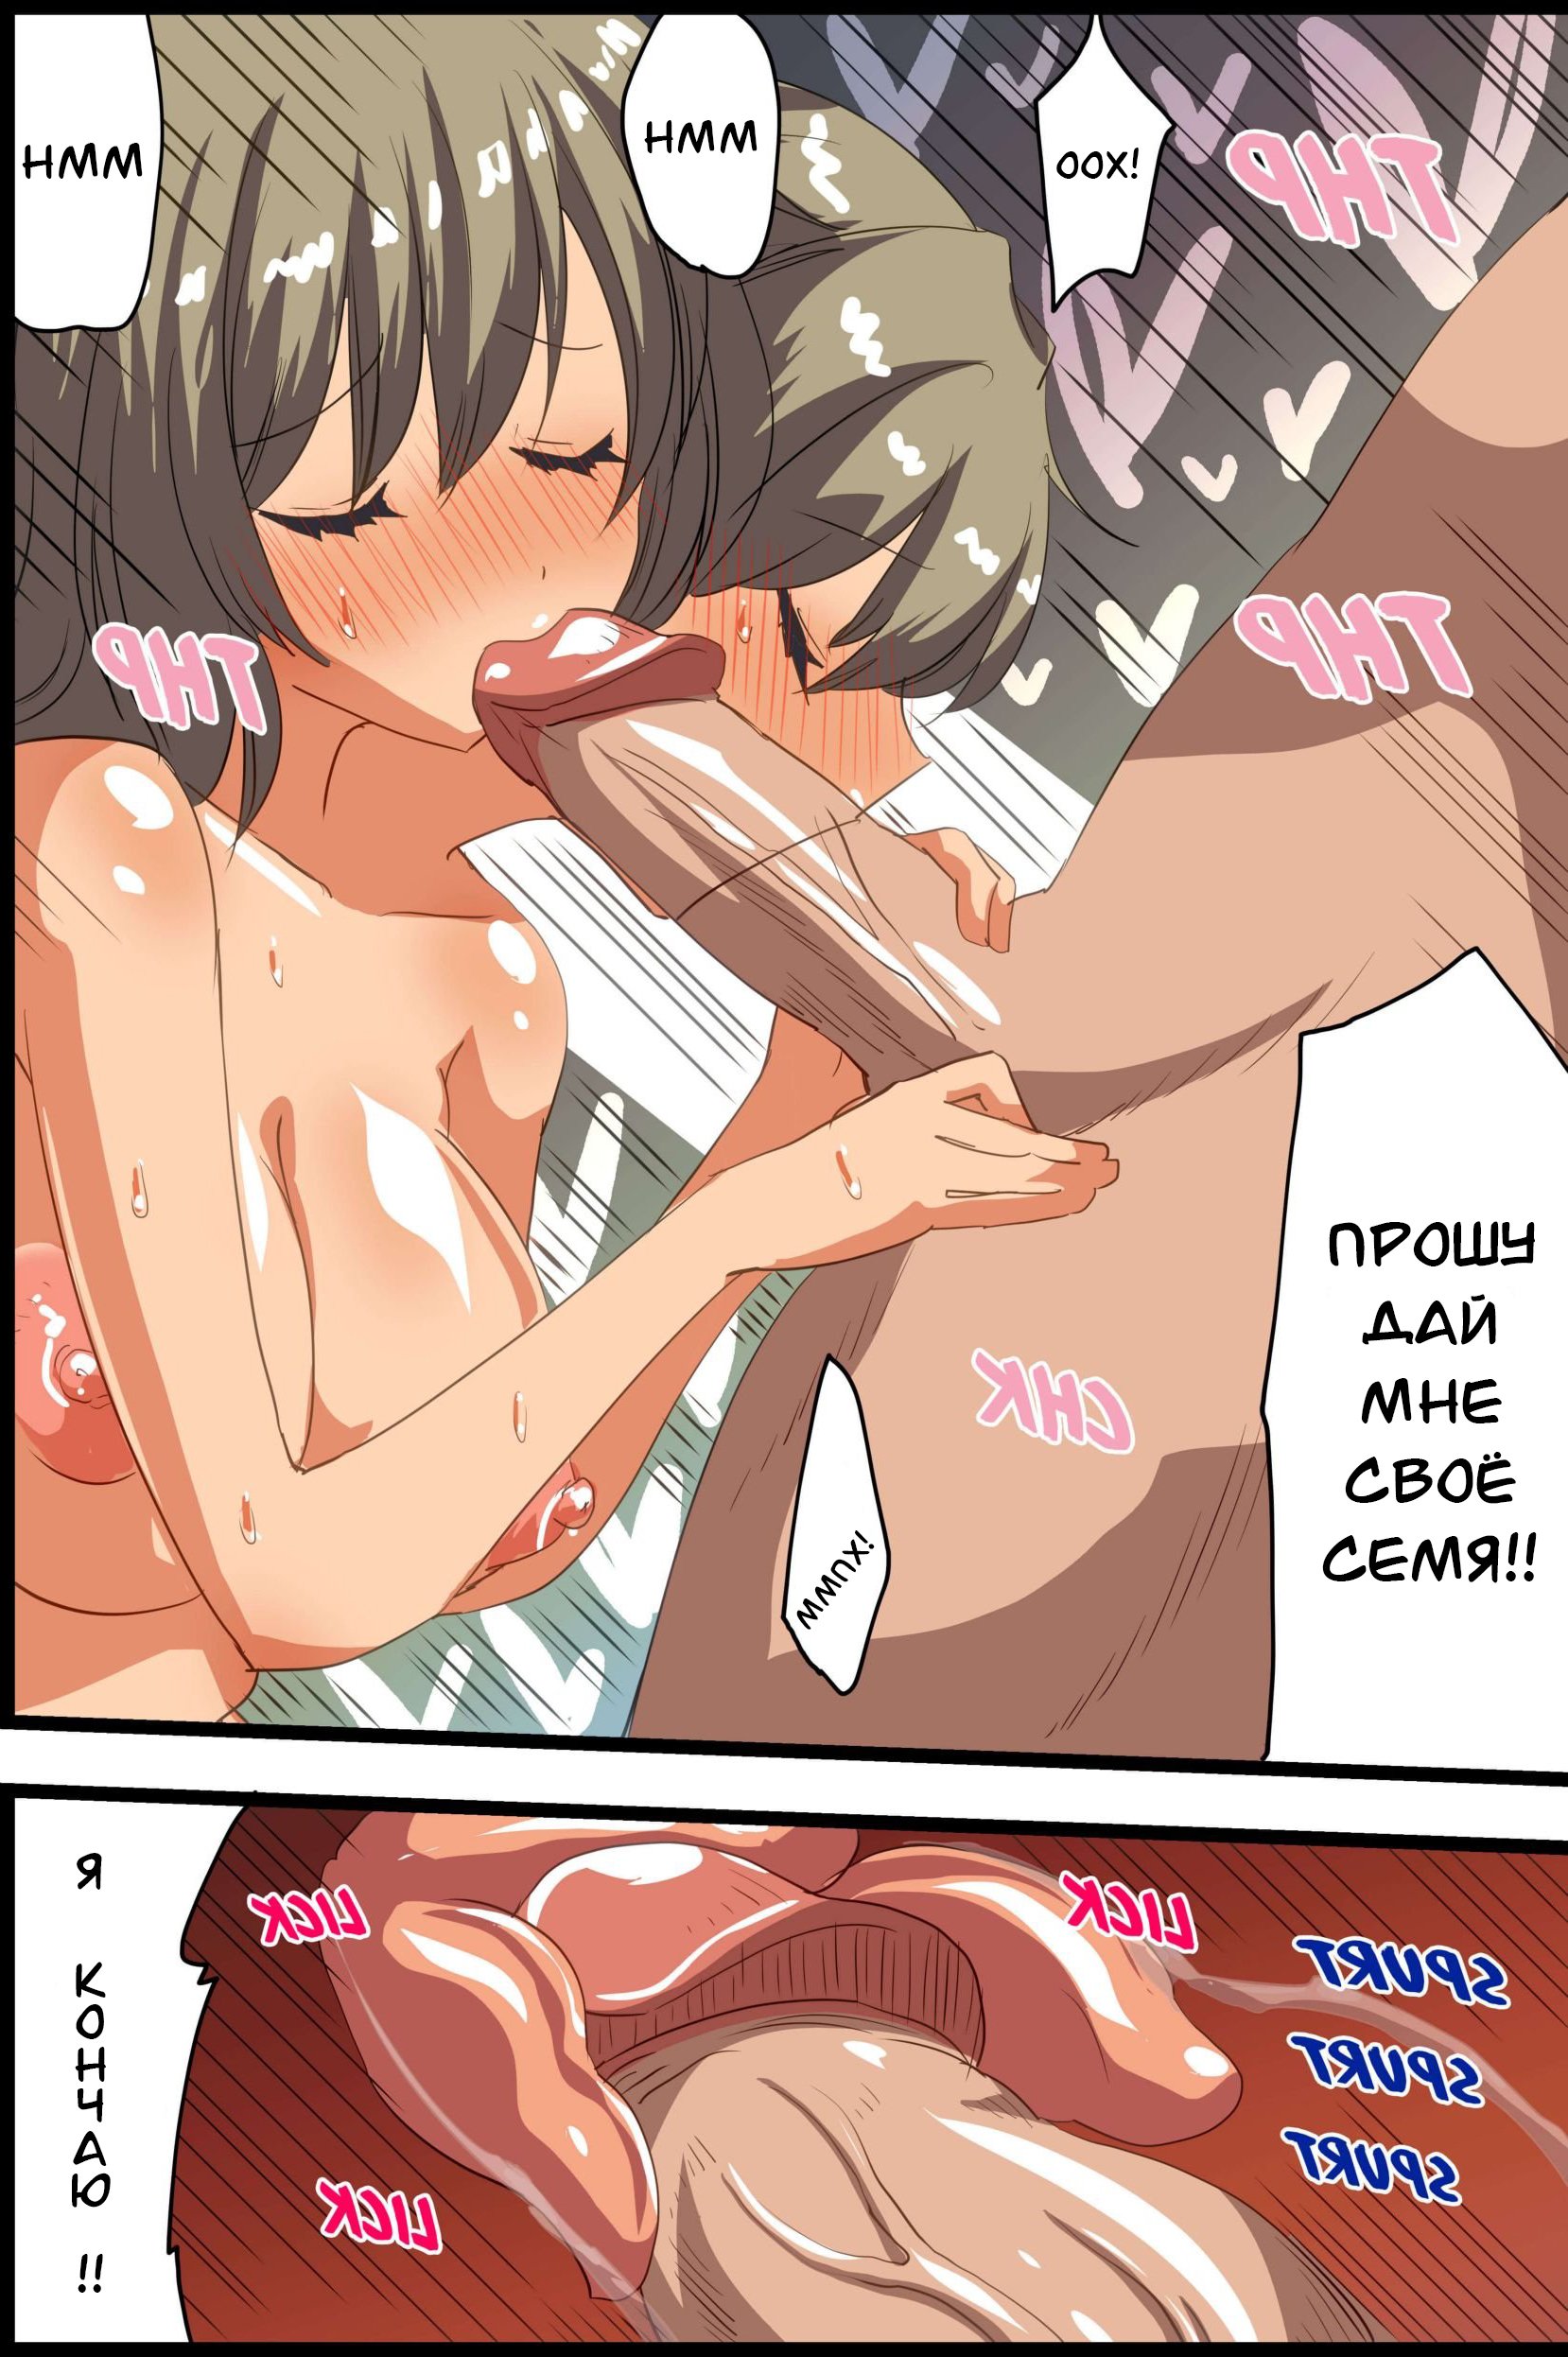 НММ
НММ
ООХ!
THP
THP
THP
ПРОШУ
ДАЙ
МНЕ
СВОЁ
СЕМЯ!!
CHK
ММПХ!
Я
КОНЧАЮ
!!
LICK
LICK
LICK
SPURT
SPURT
SPURT